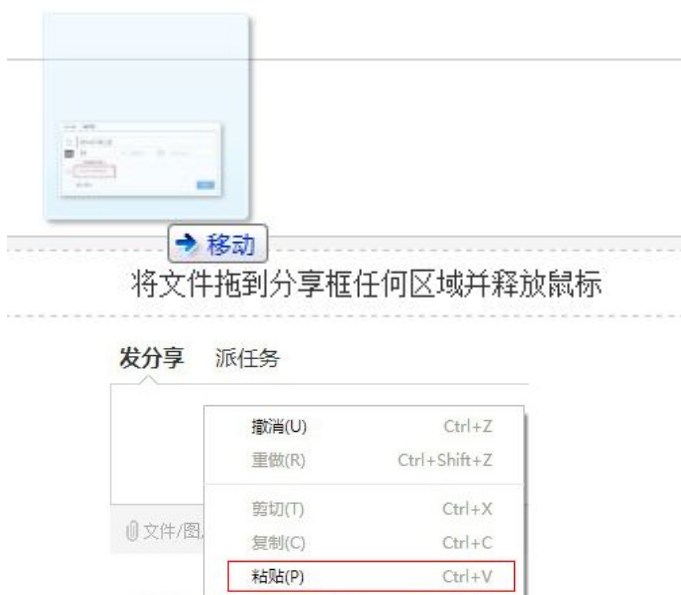 移动
将文件拖到分享框任何区域并释放鼠标
发分享 派任务
撤消(U) Ctrl+Z
重做(R) Ctrl+Shift+Z
剪切(T) Ctrl+X
文件/图
复制(C) Ctrl+C
粘贴(P) Ctrl+V